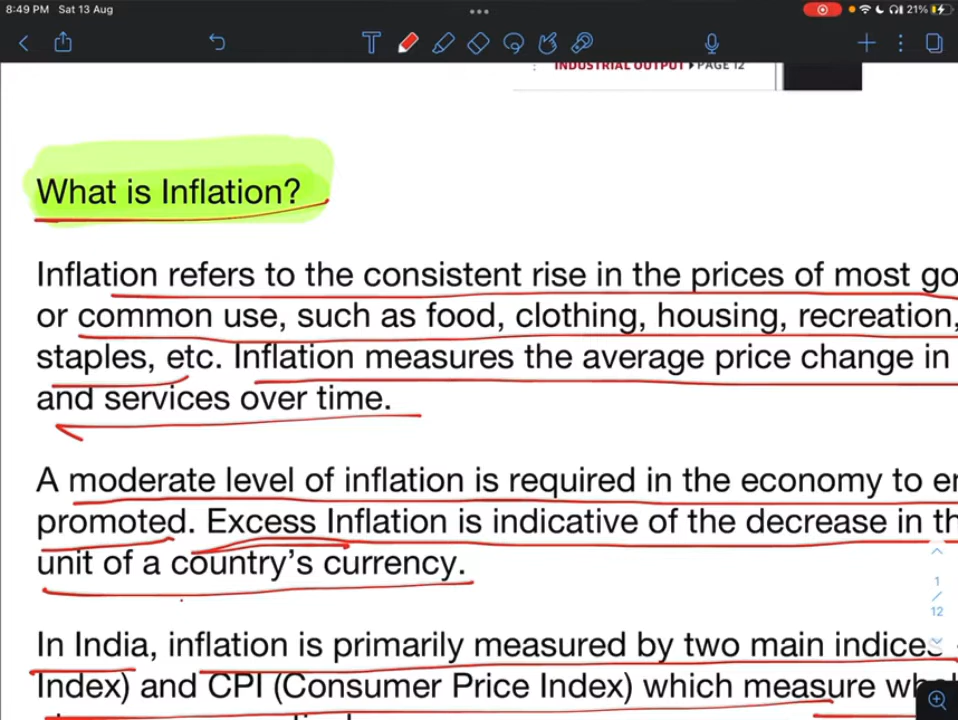 8:49 PM Sat 13 Aug
21%
INDUSTRIAL OUTPUT PAGE 12
What is Inflation?
Inflation refers to the consistent rise in the prices of most go
or common use, such as food, clothing, housing, recreation,
staples, etc. Inflation measures the average price change in
and services over time.
A moderate level of inflation is required in the economy to e
promoted. Excess Inflation is indicative of the decrease in th
unit of a country's currency.
In India, inflation is primarily measured by two main indices
Index) and CPI (Consumer Price Index) which measure
1
/
12